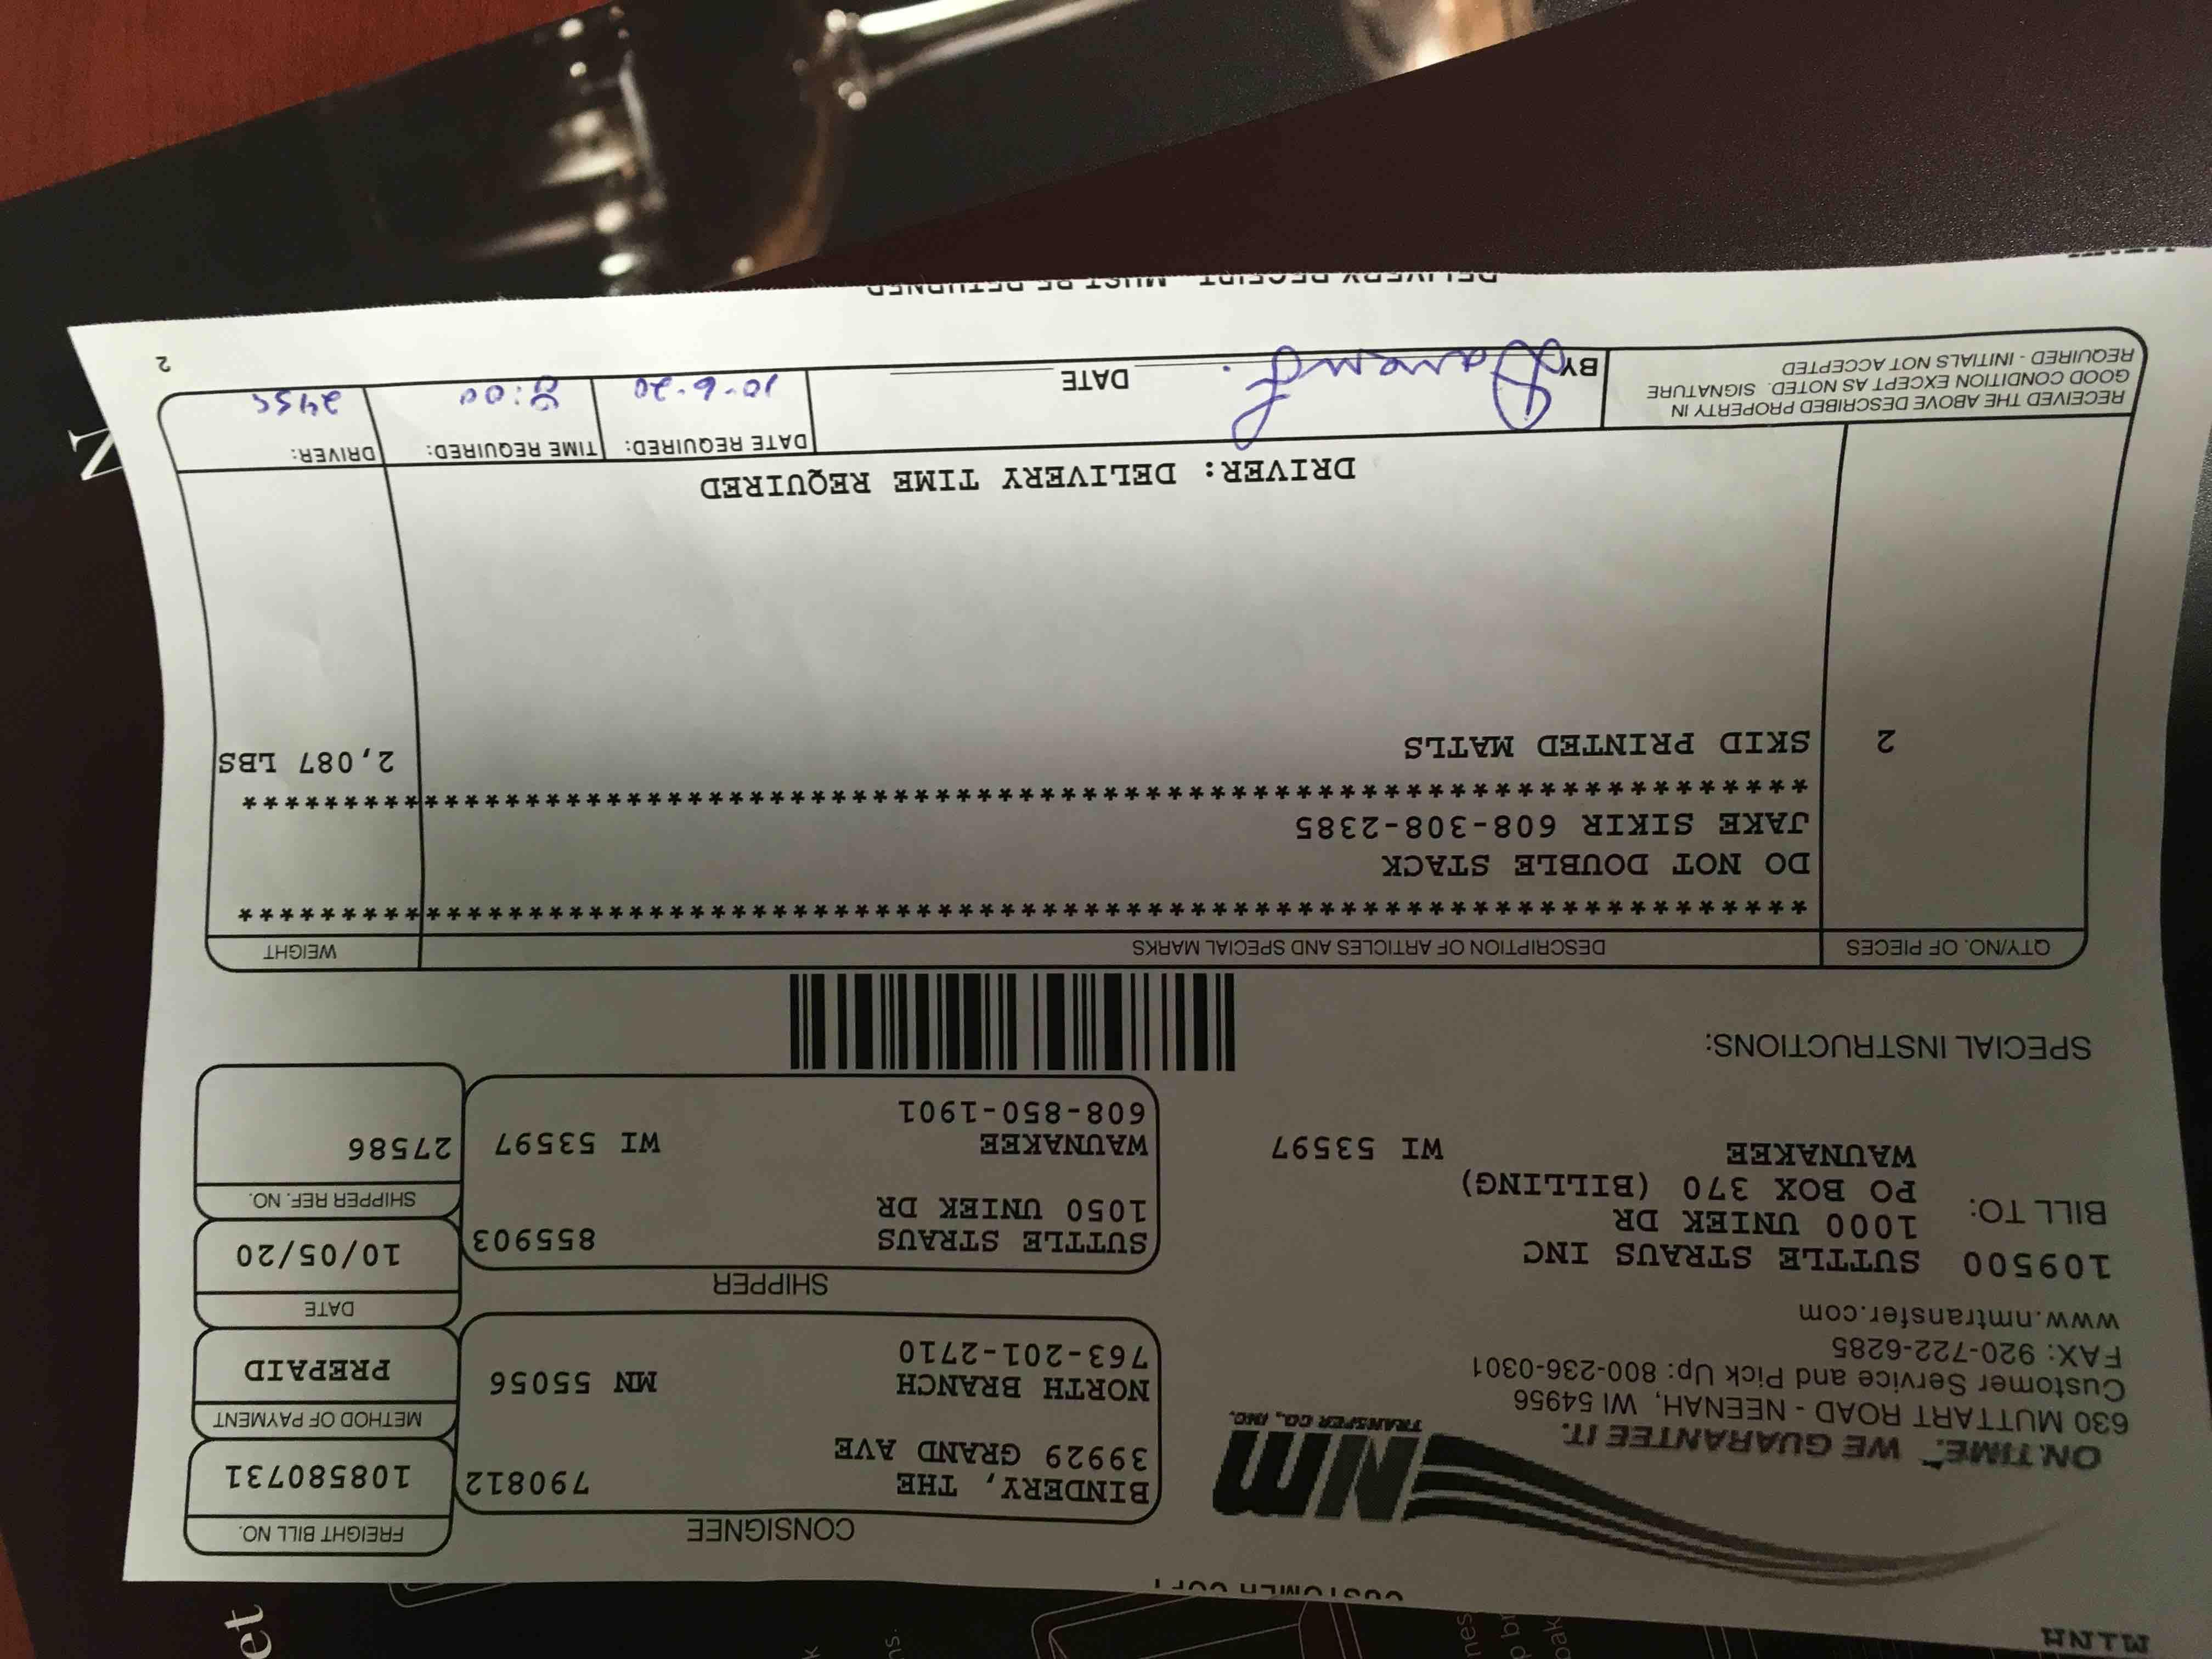 MINN
CUSTOMER COPY
NM
TRANSFER CO., INC.
ON TIME.™ WE GUARANTEE IT.
630 MUTTART ROAD - NEENAH, WI 54956
Customer Service and Pick Up: 800-236-0301
FAX: 920-722-6285
www.nmtransfer.com
109500 SUTTLE STRAUS INC
1000 UNIEK DR
BILL TO: PO BOX 370 (BILLING)
WAUNAKEE WI 53597
SPECIAL INSTRUCTIONS:
CONSIGNEE
BINDERY, THE 790812
39929 GRAND AVE
NORTH BRANCH MN 55056
763-201-2710
SHIPPER
SUTTLE STRAUS 855903
1050 UNIEK DR
WAUNAKEE WI 53597
608-850-1901
FREIGHT BILL NO.
108580731
METHOD OF PAYMENT
PREPAID
DATE
10/05/20
SHIPPER REF. NO.
27586
QTY/NO. OF PIECES DESCRIPTION OF ARTICLES AND SPECIAL MARKS WEIGHT
DO NOT DOUBLE STACK
JAKE SIKIR 608-308-2385
2 SKID PRINTED MATLS 2,087 LBS
DRIVER: DELIVERY TIME REQUIRED
RECEIVED THE ABOVE DESCRIBED PROPERTY IN
GOOD CONDITION EXCEPT AS NOTED. SIGNATURE
REQUIRED - INITIALS NOT ACCEPTED
BY
DATE
DATE REQUIRED:
10-6-20
TIME REQUIRED:
8:00
DRIVER:
2455
2
DELIVERY RECEIPT MUST BE RETURNED
N
et